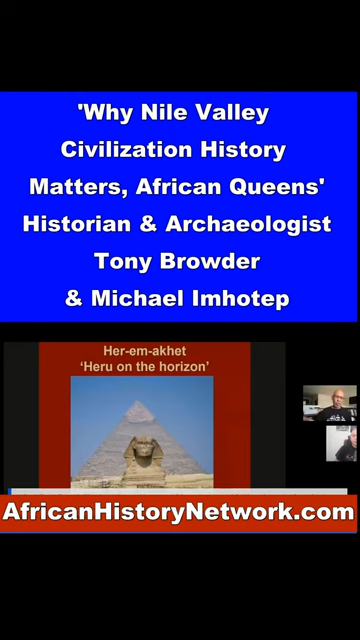 'Why Nile Valley
Civilization History
Matters, African Queens'
Historian & Archaeologist
Tony Browder
& Michael Imhotep
Her-em-akhet
'Heru on the horizon'
AfricanHistoryNetwork.com